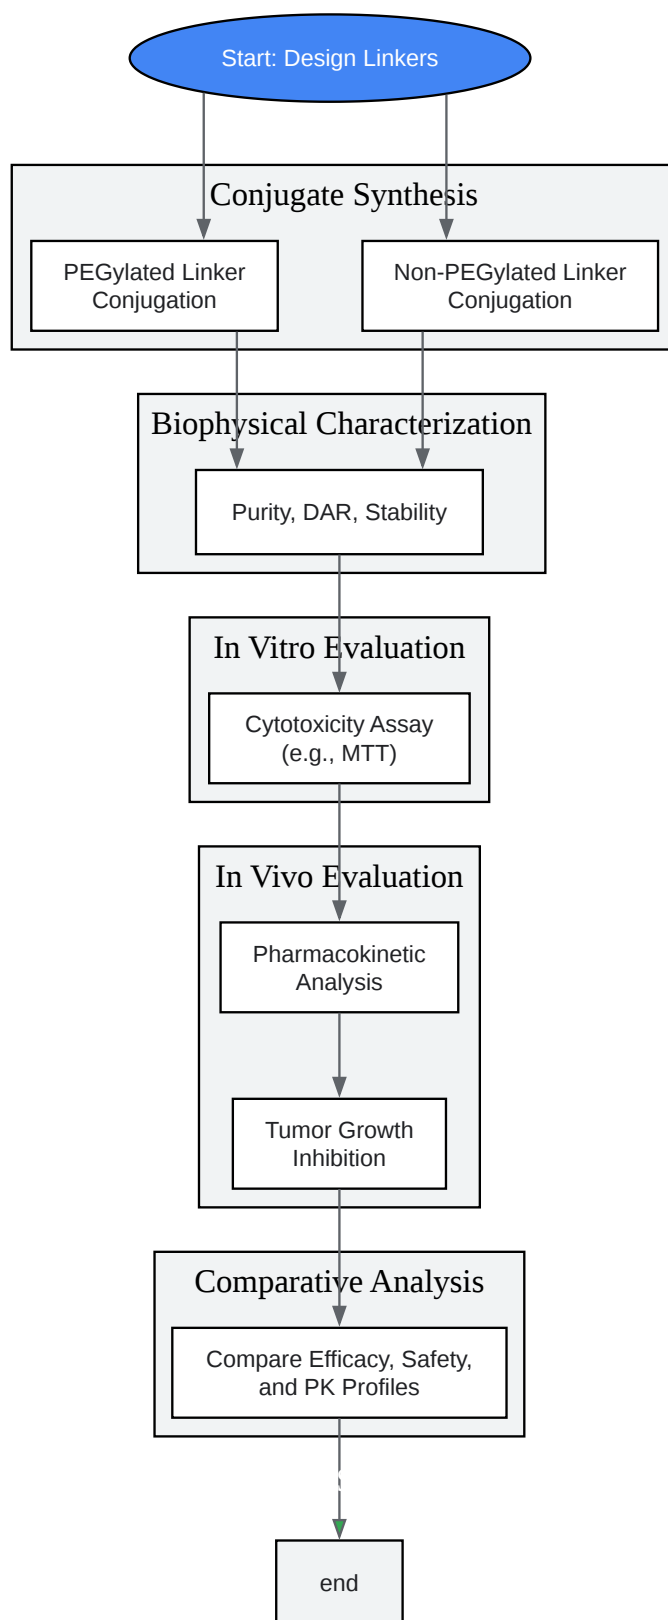 Start: Design Linkers
Conjugate Synthesis
PEGylated Linker
Conjugation
Non-PEGylated Linker
Conjugation
Biophysical Characterization
Purity, DAR, Stability
In Vitro Evaluation
Cytotoxicity Assay
(e.g., MTT)
In Vivo Evaluation
Pharmacokinetic
Analysis
Tumor Growth
Inhibition
Comparative Analysis
Compare Efficacy, Safety,
and PK Profiles
end